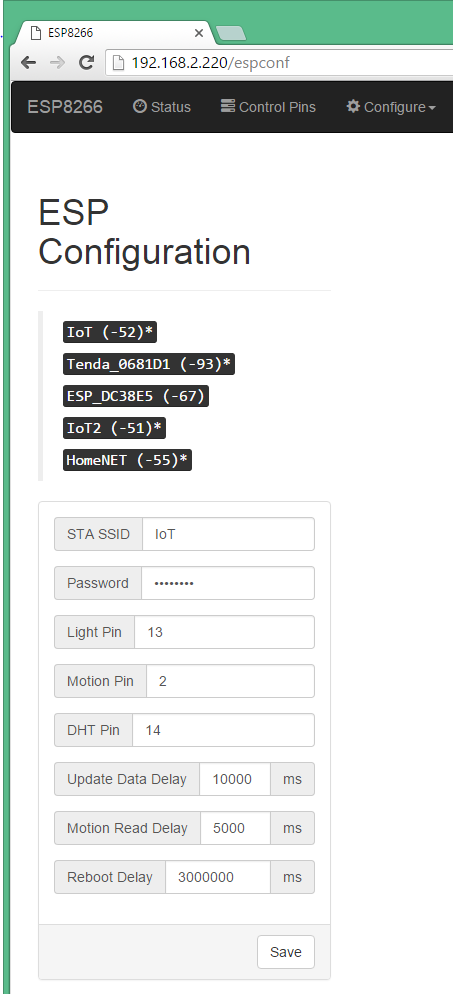 ESP8266
192.168.2.220/espconf
ESP8266 Status Control Pins Configure
ESP
Configuration
IoT (-52)*
Tenda_0681D1 (-93)*
ESP_DC38E5 (-67)
IoT2 (-51)*
HomeNET (-55)*
STA SSID IoT
Password ••••••••
Light Pin 13
Motion Pin 2
DHT Pin 14
Update Data Delay 10000 ms
Motion Read Delay 5000 ms
Reboot Delay 3000000 ms
Save